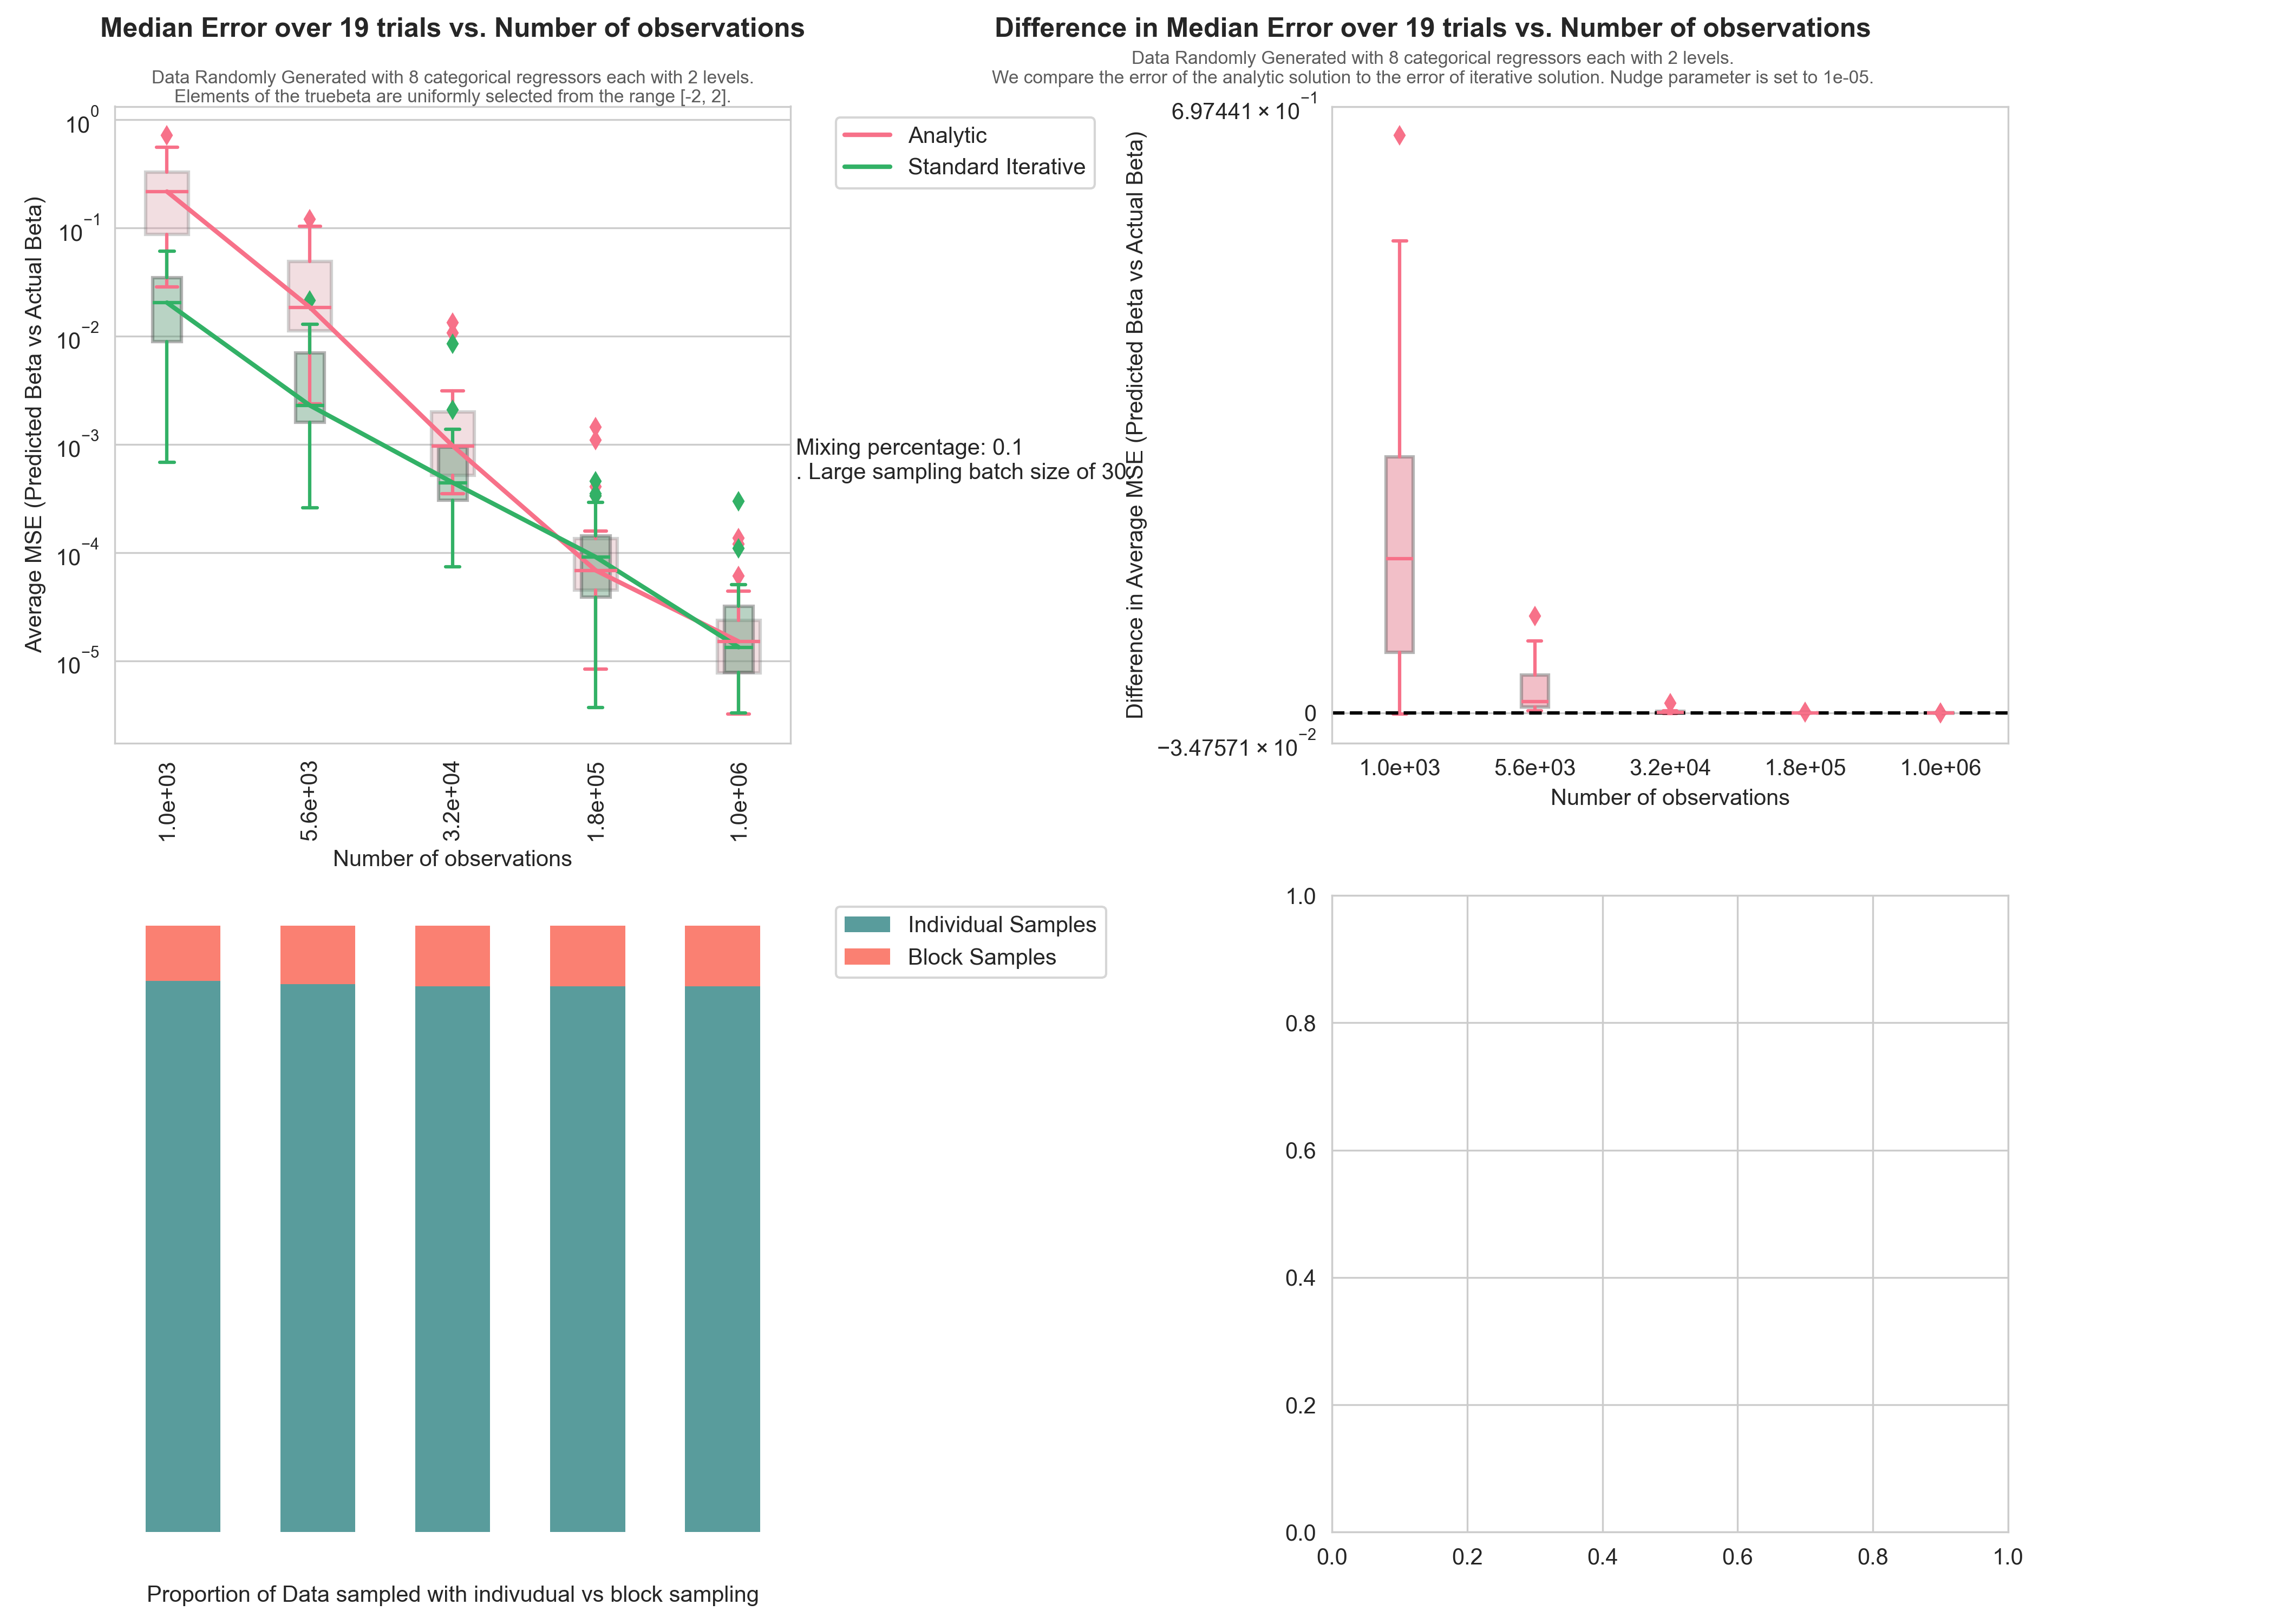 Median Error over 19 trials vs. Number of observations
Data Randomly Generated with 8 categorical regressors each with 2 levels.
Elements of the truebeta are uniformly selected from the range [-2, 2].
10⁰
10⁻¹
10⁻²
10⁻³
10⁻⁴
10⁻⁵
Average MSE (Predicted Beta vs Actual Beta)
1.0e+03
5.6e+03
3.2e+04
1.8e+05
1.0e+06
Number of observations
Analytic
Standard Iterative
Mixing percentage: 0.1
. Large sampling batch size of 30.
Difference in Median Error over 19 trials vs. Number of observations
Data Randomly Generated with 8 categorical regressors each with 2 levels.
We compare the error of the analytic solution to the error of iterative solution. Nudge parameter is set to 1e-05.
6.97441 × 10⁻¹
0
−3.47571 × 10⁻²
Difference in Average MSE (Predicted Beta vs Actual Beta)
1.0e+03 5.6e+03 3.2e+04 1.8e+05 1.0e+06
Number of observations
Individual Samples
Block Samples
Proportion of Data sampled with indivudual vs block sampling
1.0
0.8
0.6
0.4
0.2
0.0
0.0 0.2 0.4 0.6 0.8 1.0